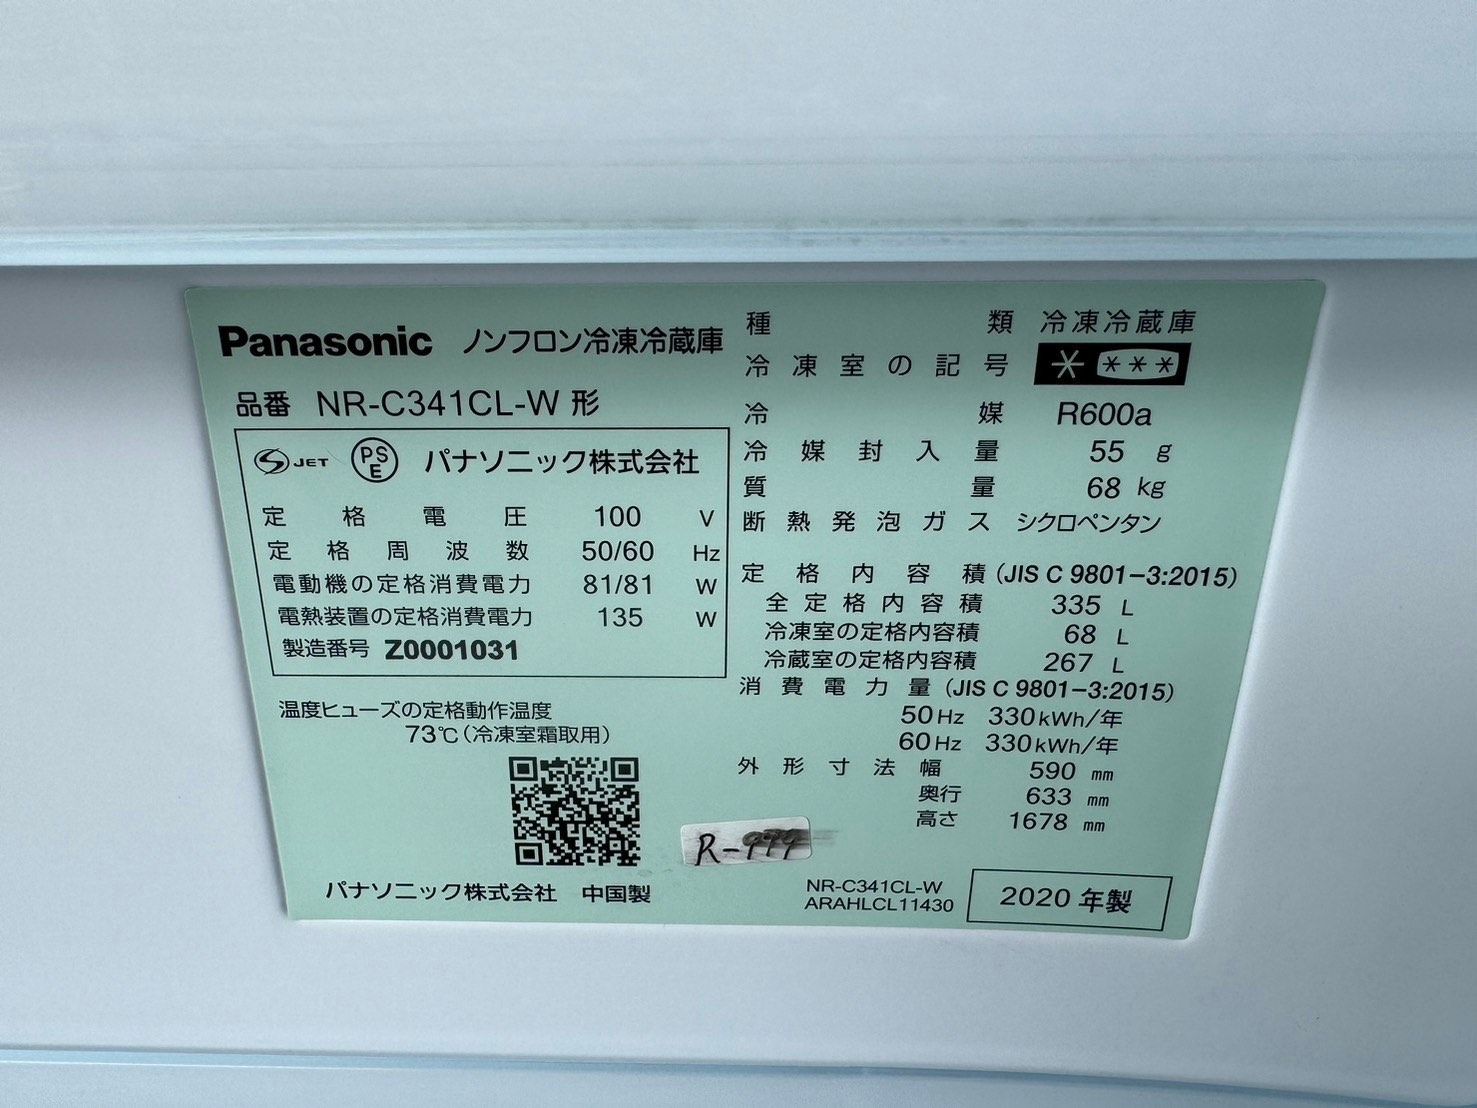 Panasonic ノンフロン冷凍冷蔵庫
品番 NR-C341CL-W 形
JET PSE パナソニック株式会社
定格電圧 100 V
定格周波数 50/60 Hz
電動機の定格消費電力 81/81 W
電熱装置の定格消費電力 135 W
製造番号 Z0001031
温度ヒューズの定格動作温度
73℃(冷凍室霜取用)
パナソニック株式会社 中国製
種類 冷凍冷蔵庫
冷凍室の記号 * ***
冷媒 R600a
冷媒封入量 55 g
質量 68 kg
断熱発泡ガス シクロペンタン
定格内容積(JIS C 9801-3:2015)
全定格内容積 335 L
冷凍室の定格内容積 68 L
冷蔵室の定格内容積 267 L
消費電力量(JIS C 9801-3:2015)
50Hz 330kWh/年
60Hz 330kWh/年
外形寸法 幅 590 mm
奥行 633 mm
高さ 1678 mm
R-999
NR-C341CL-W
ARAHLCL11430
2020 年製